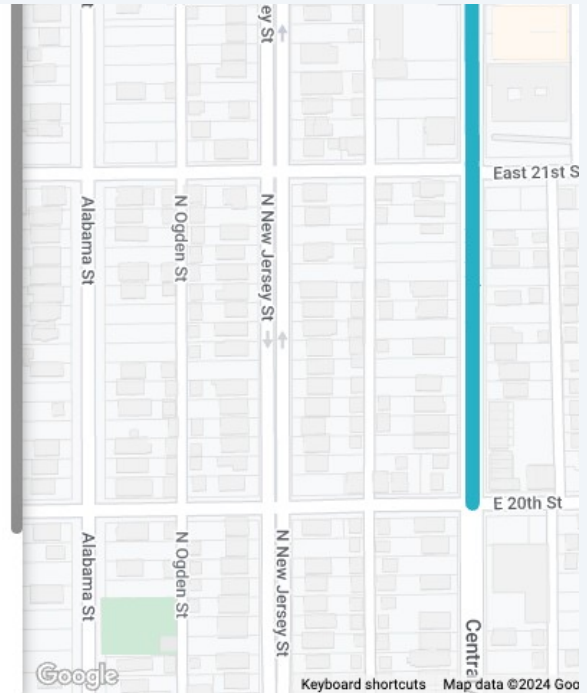 ey St
East 21st S
Alabama St
N Ogden St
N New Jersey St
E 20th St
Alabama St
N Ogden St
N New Jersey St
Centra
Google
Keyboard shortcuts
Map data ©2024 Goo